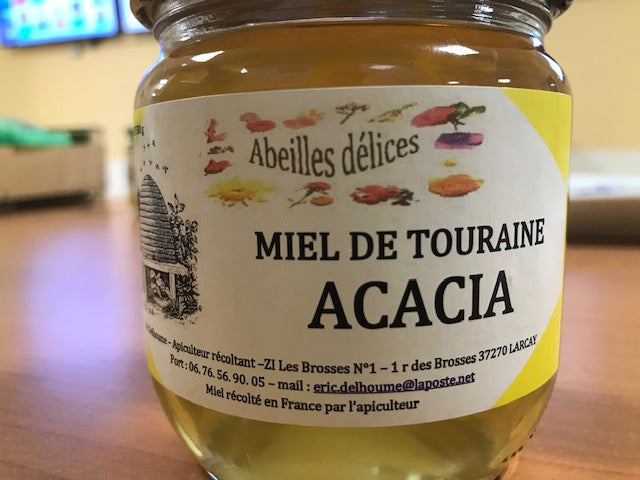 Abeilles délices
MIEL DE TOURAINE
ACACIA
Delhoume - Apiculteur récoltant –ZI Les Brosses N°1 – 1 r des Brosses 37270 LARCAY
Port : 06. 76. 56. 90. 05 – mail : eric.delhoume@laposte.net
Miel récolté en France par l'apiculteur